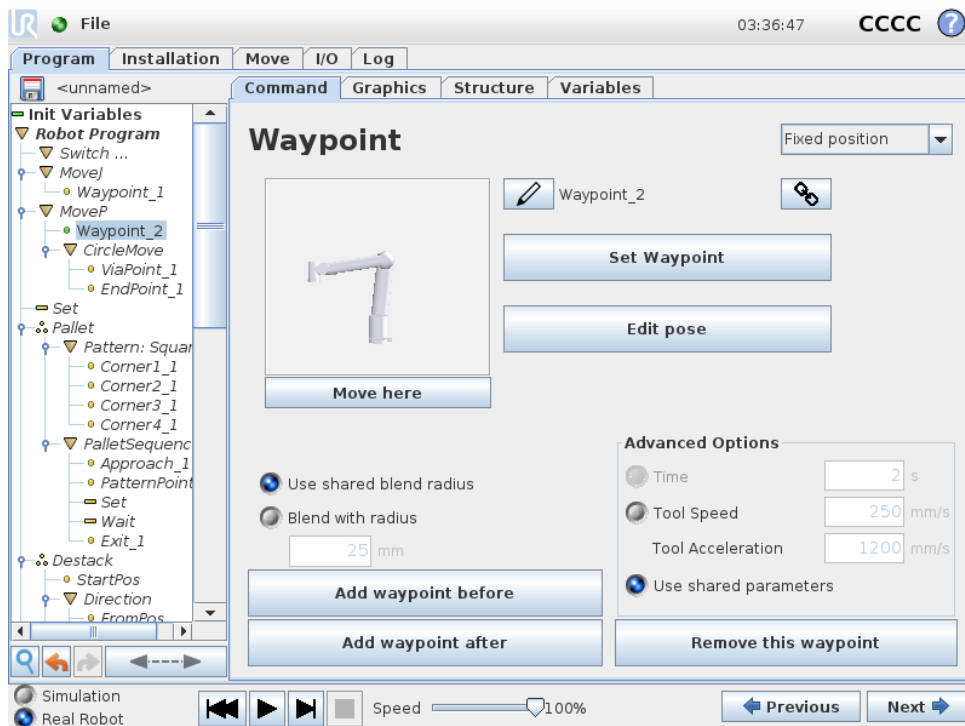 UR File 03:36:47 CCCC ?
Program Installation Move I/O Log
<unnamed> Command Graphics Structure Variables
Init Variables
Robot Program
Switch ...
MoveJ
Waypoint_1
MoveP
Waypoint_2
CircleMove
ViaPoint_1
EndPoint_1
Set
Pallet
Pattern: Squar
Corner1_1
Corner2_1
Corner3_1
Corner4_1
PalletSequenc
Approach_1
PatternPoint
Set
Wait
Exit_1
Destack
StartPos
Direction
FromPos
Waypoint Fixed position
Waypoint_2
Set Waypoint
Edit pose
Move here
Use shared blend radius
Blend with radius
25 mm
Advanced Options
Time 2 s
Tool Speed 250 mm/s
Tool Acceleration 1200 mm/s
Use shared parameters
Add waypoint before
Add waypoint after Remove this waypoint
Simulation
Real Robot
Speed 100% Previous Next